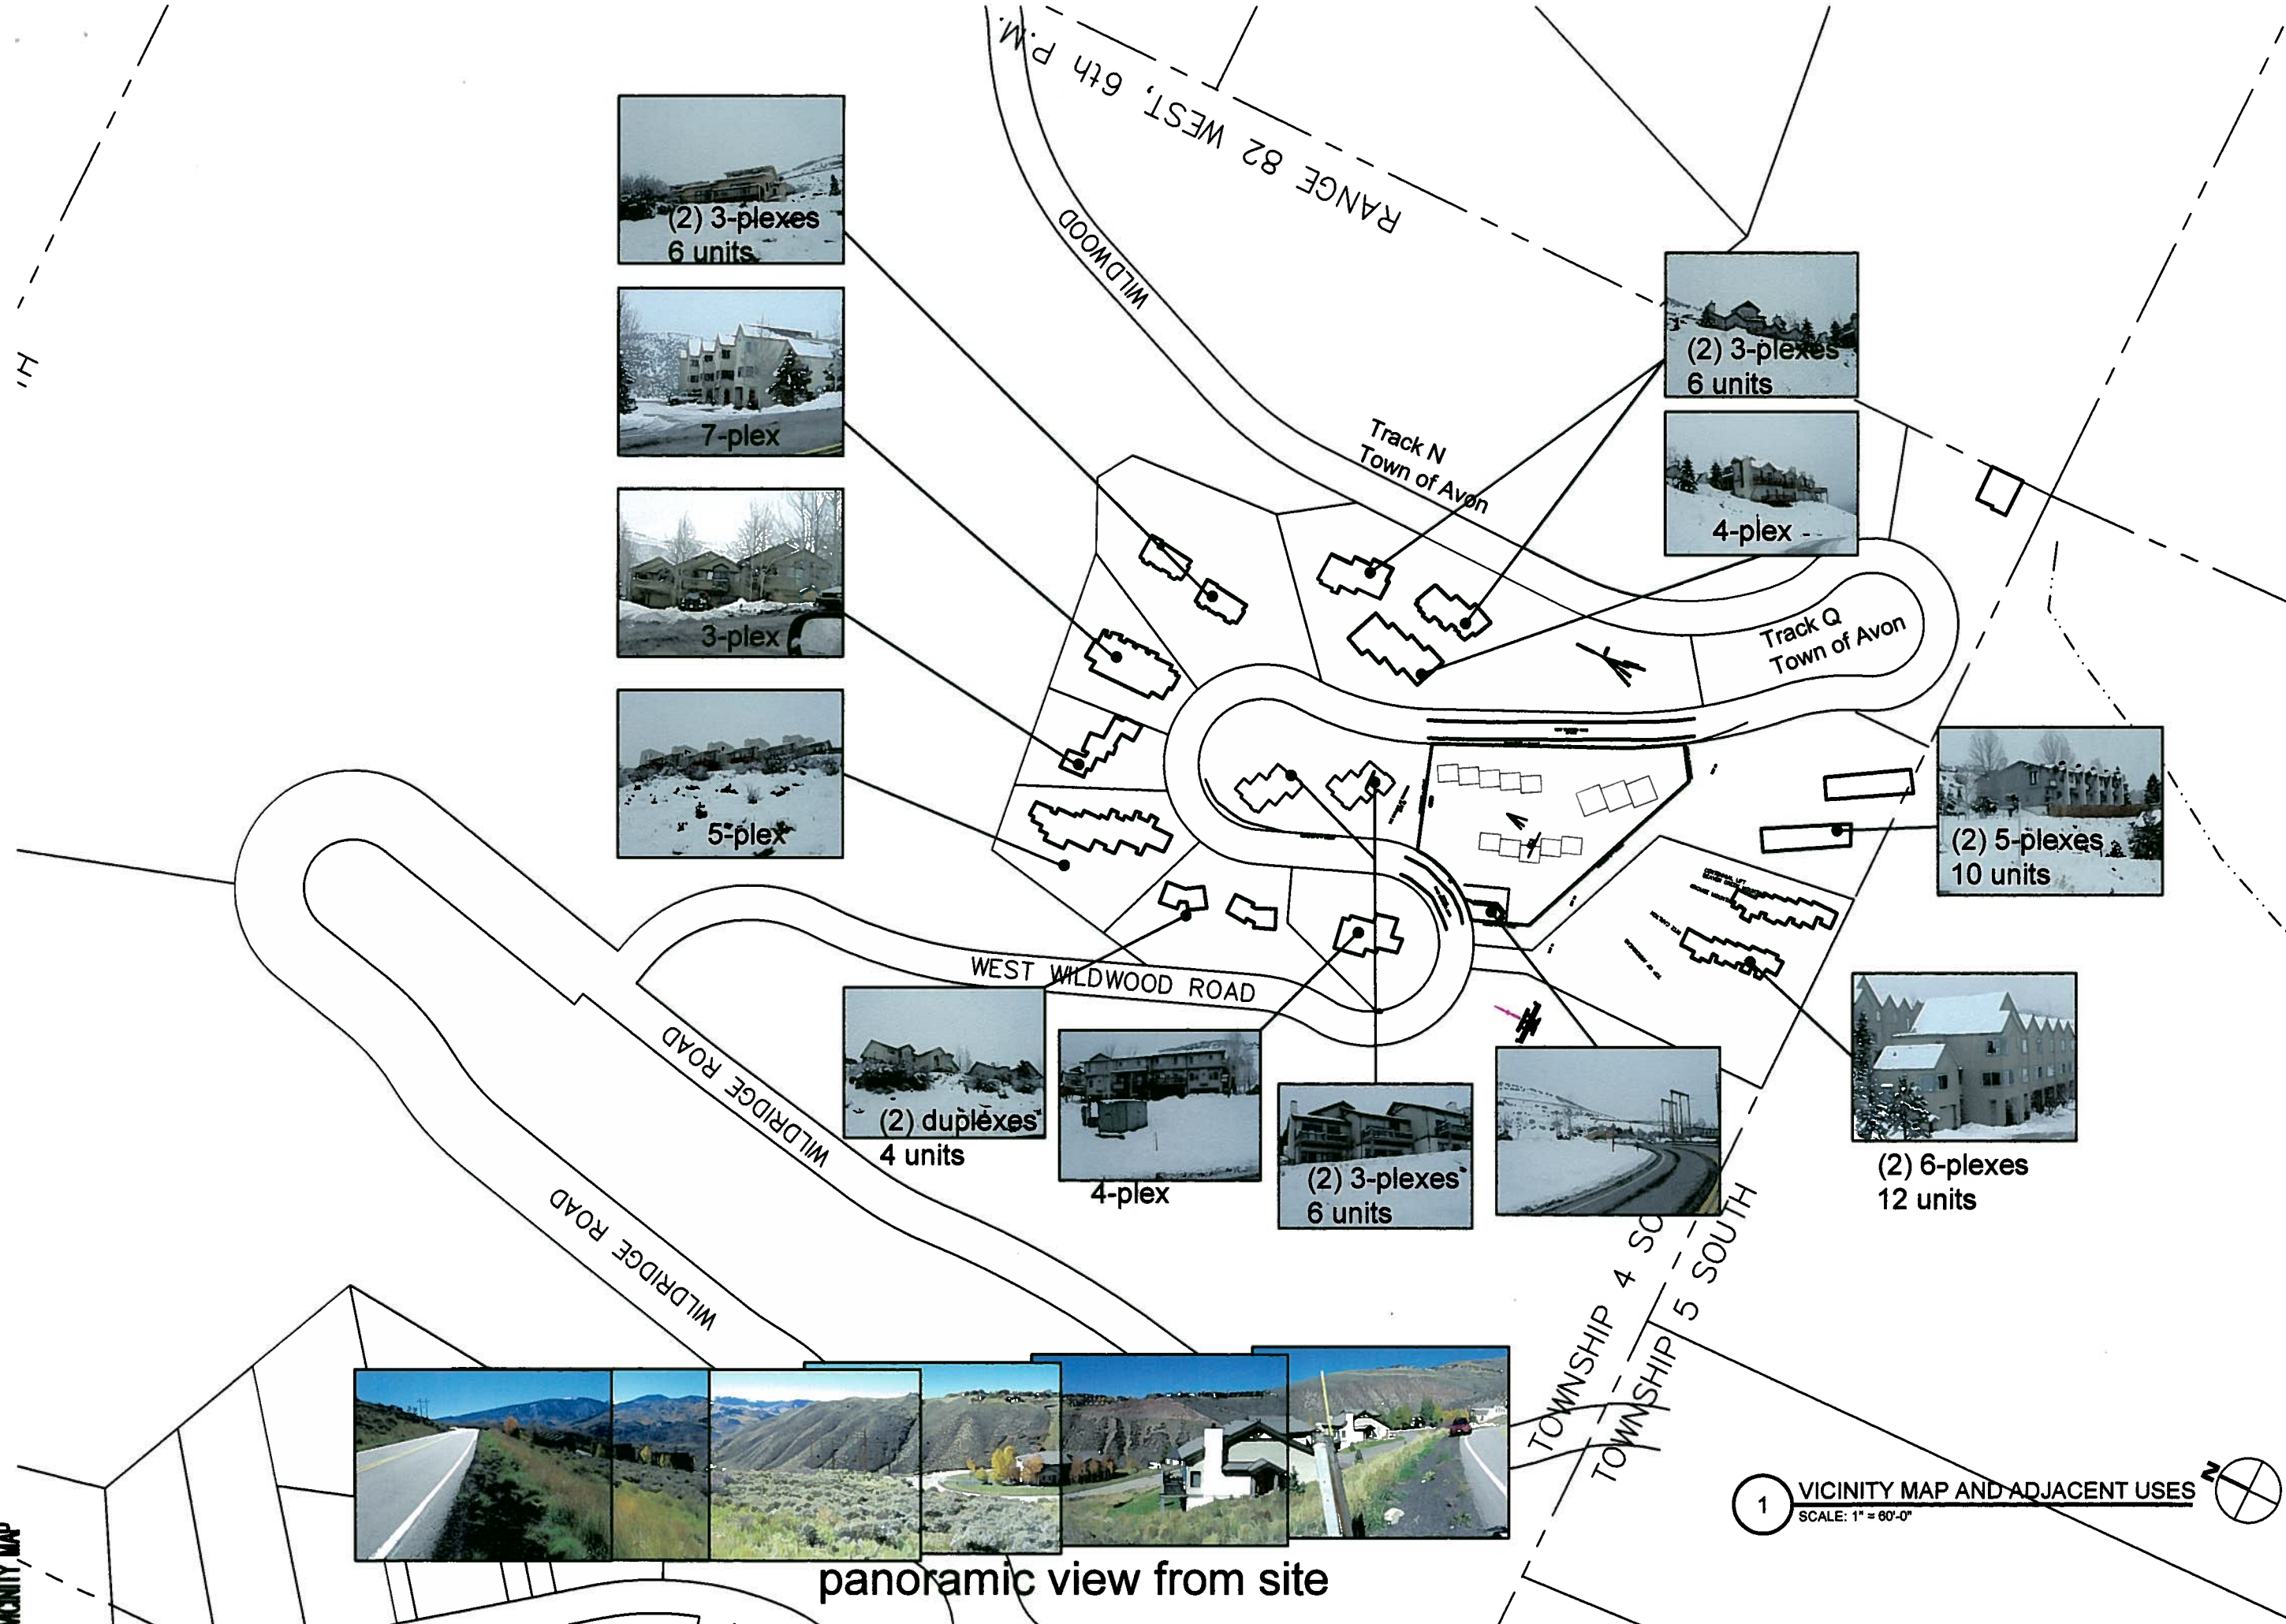 RANGE 82 WEST, 6th P.M.
WILDWOOD
(2) 3-plexes
6 units
7-plex
3-plex
5-plex
(2) 3-plexes
6 units
4-plex
Track N
Town of Avon
Track Q
Town of Avon
(2) 5-plexes
10 units
WEST WILDWOOD ROAD
WILDRIDGE ROAD
WILDRIDGE ROAD
(2) duplexes
4 units
4-plex
(2) 3-plexes
6 units
(2) 6-plexes
12 units
TOWNSHIP 4 SO
TOWNSHIP 5 SOUTH
panoramic view from site
1
VICINITY MAP AND ADJACENT USES
SCALE: 1" = 60'-0"
N
VICINITY MAP